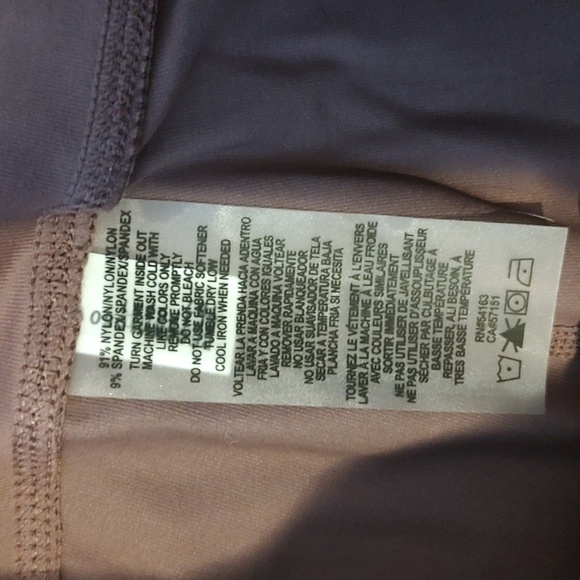 91% NYLON/NYLON/NYLON
9% SPANDEX/SPANDEX/SPANDEX
TURN GARMENT INSIDE OUT
MACHINE WASH COLD WITH
LIKE COLORS ONLY
REMOVE PROMPTLY
DO NOT BLEACH
DO NOT USE FABRIC SOFTENER
TUMBLE DRY LOW
COOL IRON WHEN NEEDED
VOLTEAR LA PRENDA HACIA ADENTRO
LAVAR A MAQUINA CON AGUA
FRIA Y CON COLORES IGUALES
LAVADO A MAQUINA VOLTEAR
REMOVER RAPIDAMENTE
NO USAR BLANQUEADOR
NO USAR SUAVISADOR DE TELA
SECAR A TEMPERATURA BAJA
PLANCHA FRIA SI NECESITA
TOURNEZ LE VÊTEMENT À L'ENVERS
LAVER À LA MACHINE À L'EAU FROIDE
AVEC COULEURS SIMILAIRES
SORTIR IMMÉDIATEMENT
NE PAS UTILISER DE JAVELLISANT
NE PAS UTILISER D'ASSOUPLISSEUR
SÉCHER PAR CULBUTAGE À
BASSE TEMPÉRATURE
REPASSER AU BESOIN, À
TRES BASSE TEMPÉRATURE
RN#54163
CA#57151